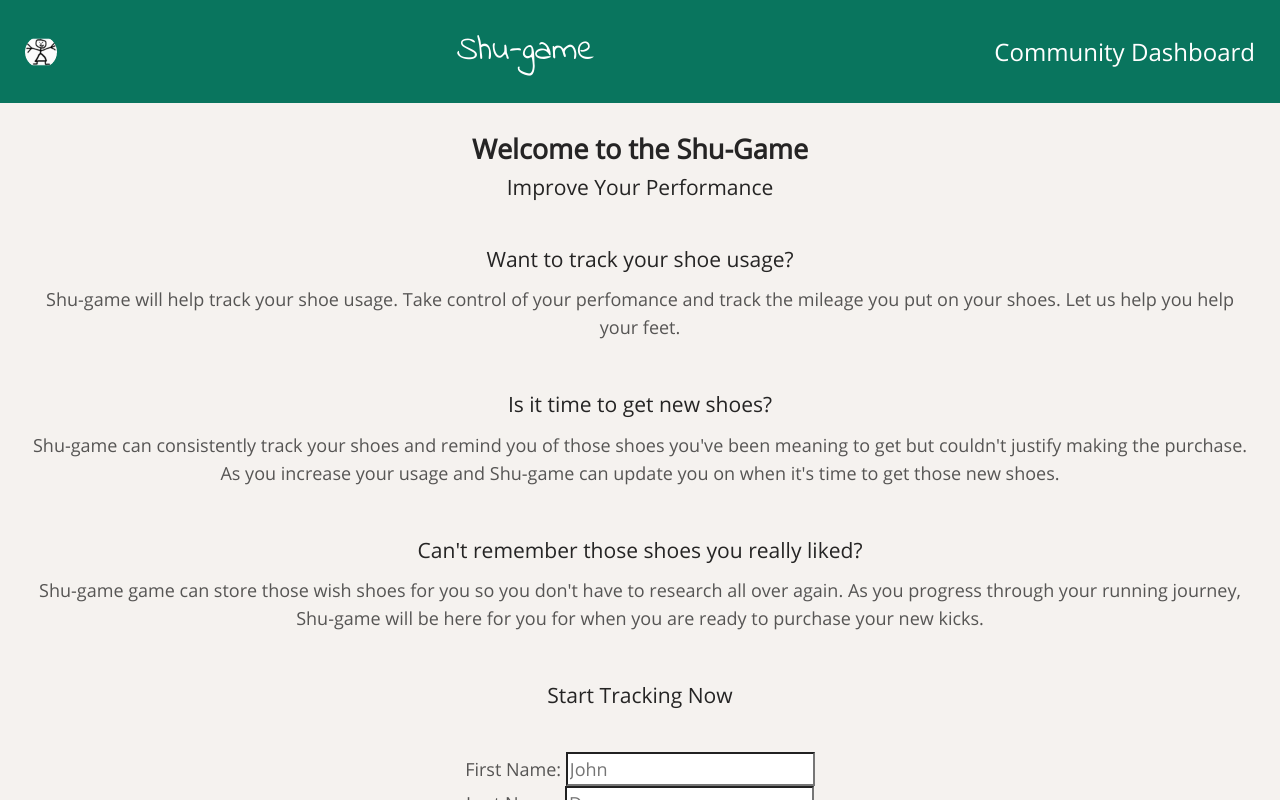 Shu-game
Community Dashboard
Welcome to the Shu-Game
Improve Your Performance
Want to track your shoe usage?
Shu-game will help track your shoe usage. Take control of your perfomance and track the mileage you put on your shoes. Let us help you help
your feet.
Is it time to get new shoes?
Shu-game can consistently track your shoes and remind you of those shoes you've been meaning to get but couldn't justify making the purchase.
As you increase your usage and Shu-game can update you on when it's time to get those new shoes.
Can't remember those shoes you really liked?
Shu-game game can store those wish shoes for you so you don't have to research all over again. As you progress through your running journey,
Shu-game will be here for you for when you are ready to purchase your new kicks.
Start Tracking Now
First Name: John